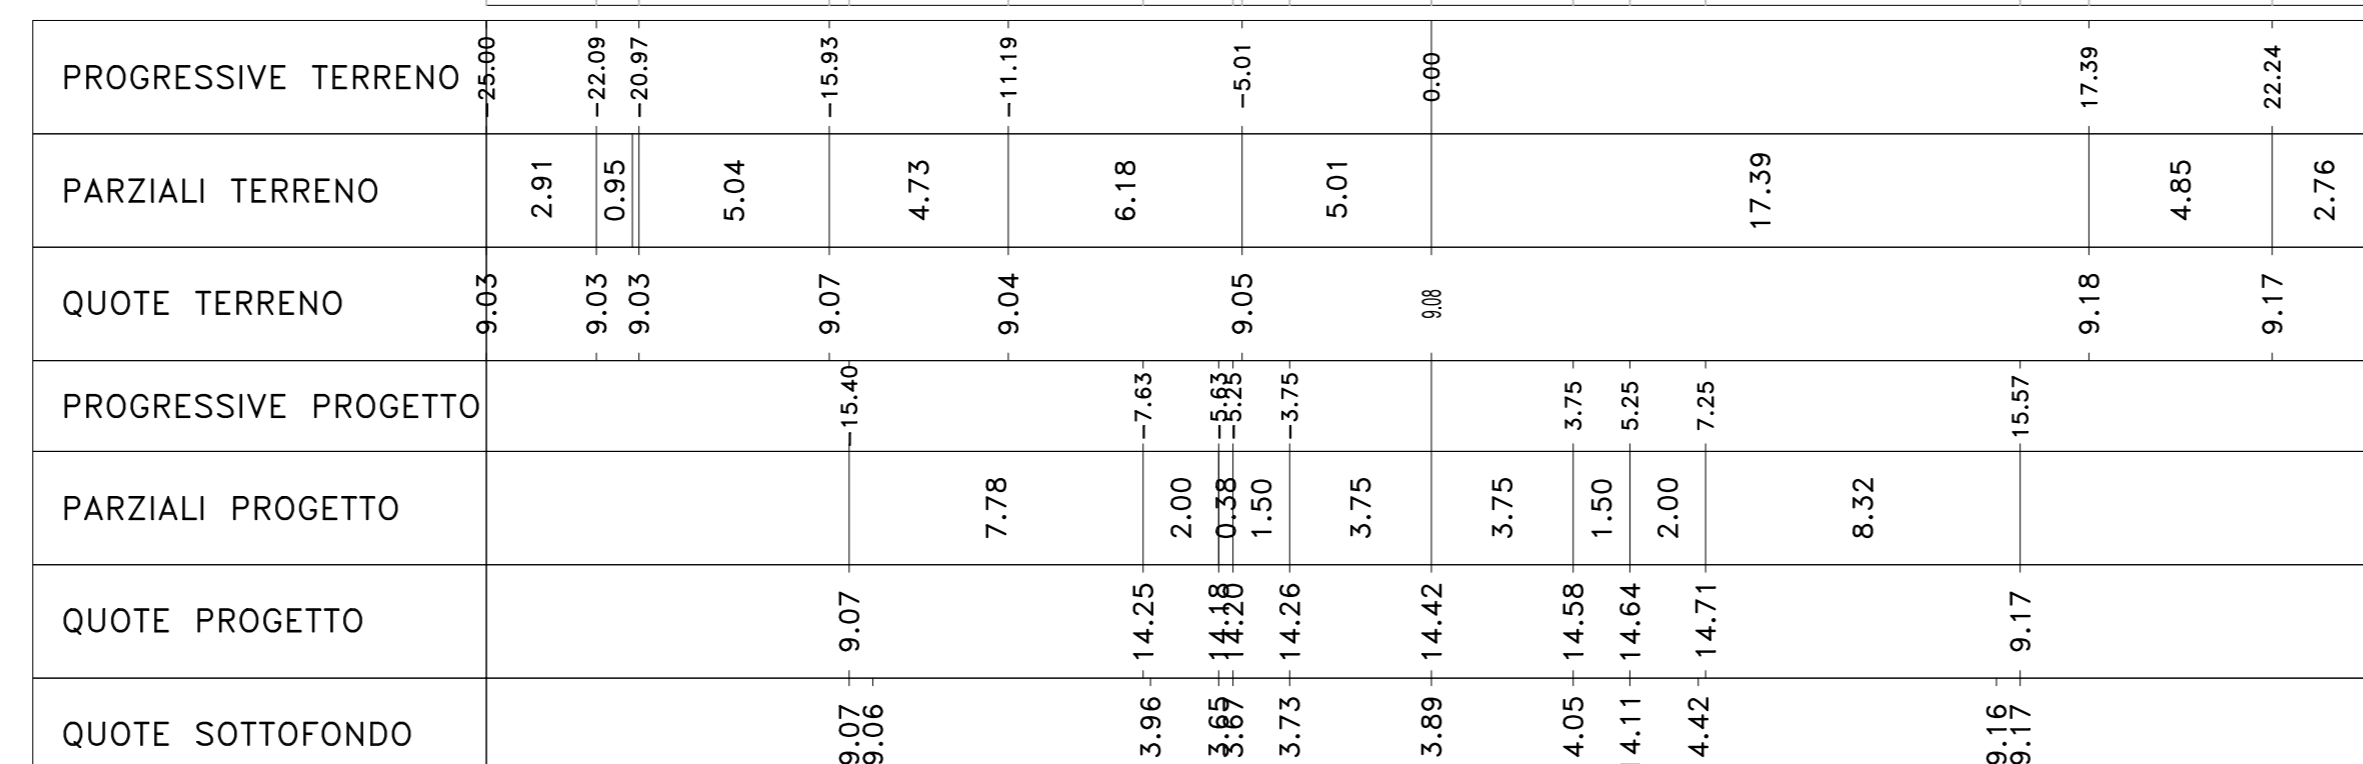 PROGRESSIVE TERRENO -25.00 -22.09 -20.97 -15.93 -11.19 -5.01 0.00 17.39 22.24
PARZIALI TERRENO 2.91 0.95 5.04 4.73 6.18 5.01 17.39 4.85 2.76
QUOTE TERRENO 9.03 9.03 9.03 9.07 9.04 9.05 9.08 9.18 9.17
PROGRESSIVE PROGETTO -15.40 -7.63 -5.63 -5.25 -3.75 3.75 5.25 7.25 15.57
PARZIALI PROGETTO 7.78 2.00 0.38 1.50 3.75 3.75 1.50 2.00 8.32
QUOTE PROGETTO 9.07 14.25 14.18 14.20 14.26 14.42 14.58 14.64 14.71 9.17
QUOTE SOTTOFONDO 9.07 9.06 3.96 3.65 3.67 3.73 3.89 4.05 14.11 4.42 9.16 9.17